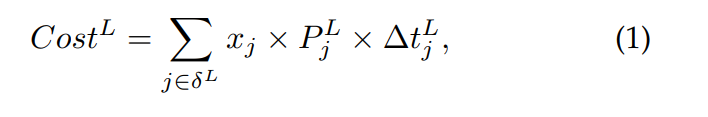 Cost^L = \sum_{j \in \delta^L} x_j \times P_j^L \times \Delta t_j^L, (1)